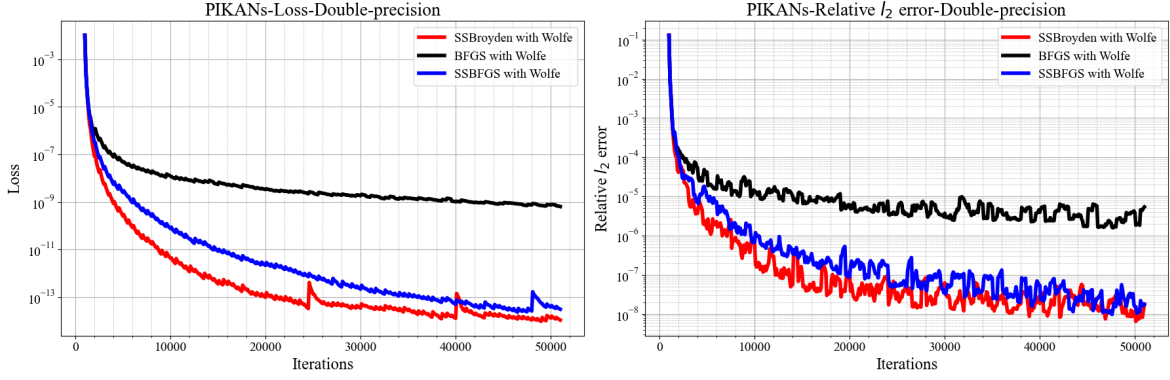 PIKANs-Loss-Double-precision
SSBroyden with Wolfe
BFGS with Wolfe
SSBFGS with Wolfe
10⁻³
10⁻⁵
10⁻⁷
10⁻⁹
10⁻¹¹
10⁻¹³
Loss
0 10000 20000 30000 40000 50000
Iterations
PIKANs-Relative l₂ error-Double-precision
SSBroyden with Wolfe
BFGS with Wolfe
SSBFGS with Wolfe
10⁻¹
10⁻²
10⁻³
10⁻⁴
10⁻⁵
10⁻⁶
10⁻⁷
10⁻⁸
Relative l₂ error
0 10000 20000 30000 40000 50000
Iterations